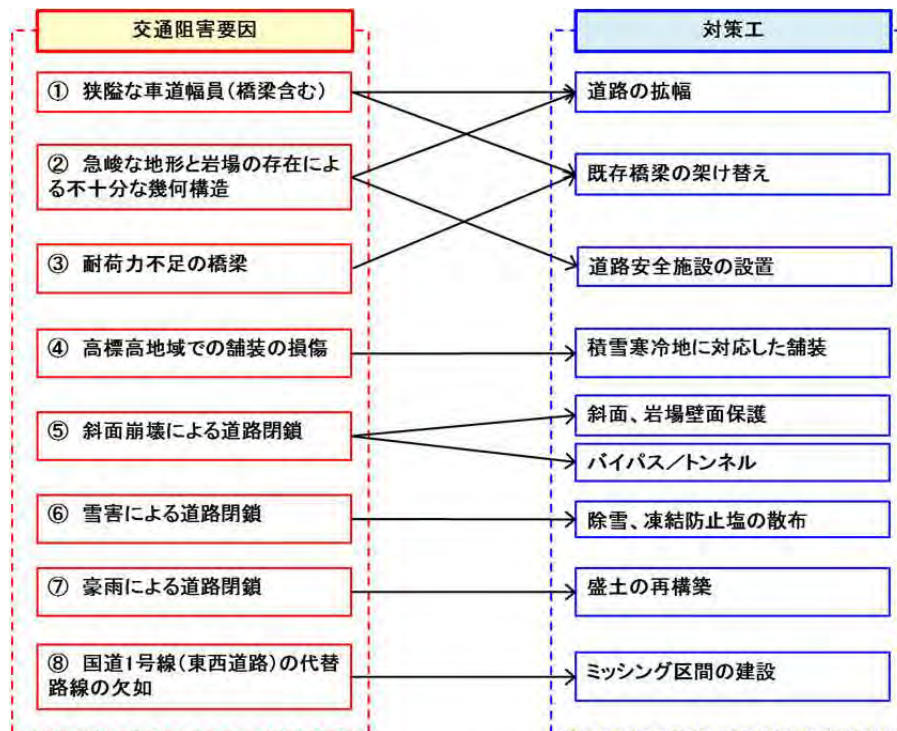 交通阻害要因
対策工
① 狭隘な車道幅員(橋梁含む)
道路の拡幅
② 急峻な地形と岩場の存在によ
る不十分な幾何構造
既存橋梁の架け替え
③ 耐荷力不足の橋梁
道路安全施設の設置
④ 高標高地域での舗装の損傷
積雪寒冷地に対応した舗装
⑤ 斜面崩壊による道路閉鎖
斜面、岩場壁面保護
バイパス/トンネル
⑥ 雪害による道路閉鎖
除雪、凍結防止塩の散布
⑦ 豪雨による道路閉鎖
盛土の再構築
⑧ 国道1号線(東西道路)の代替
路線の欠如
ミッシング区間の建設